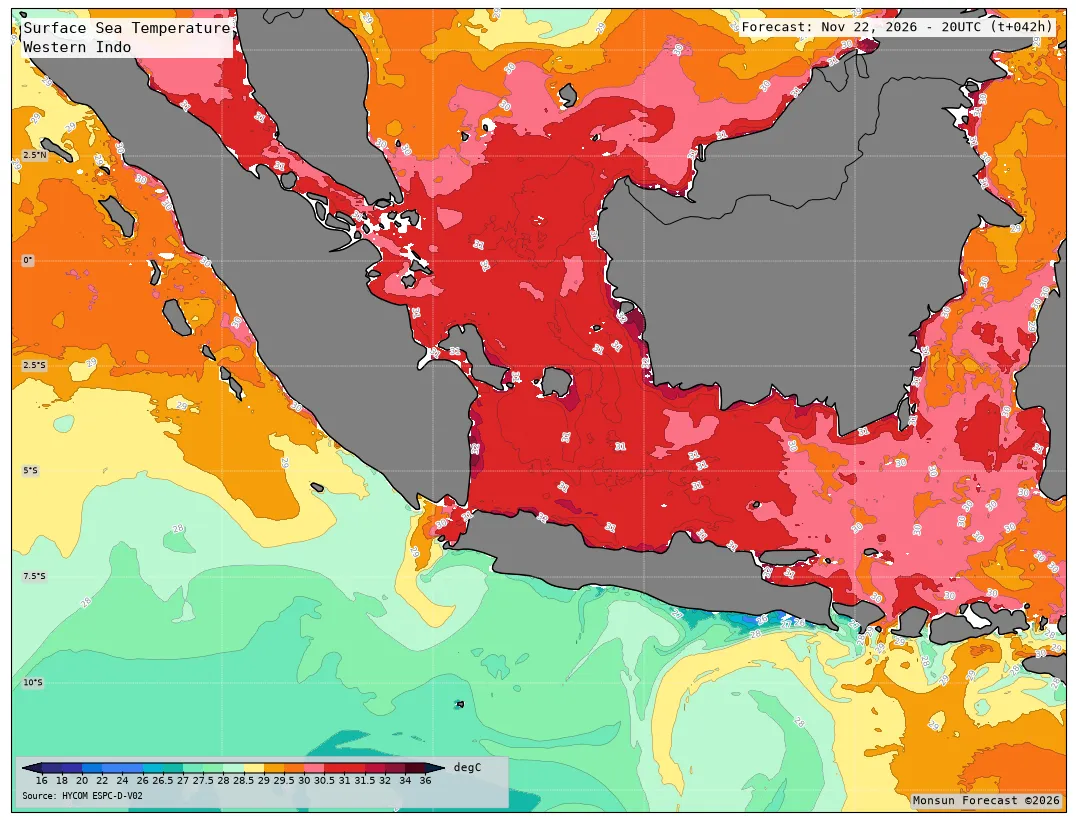 Surface Sea Temperature
Western Indo
Forecast: Nov 22, 2026 - 20UTC (t+042h)
2.5°N
0°
2.5°S
5°S
7.5°S
10°S
16 18 20 22 24 26 26.5 27 27.5 28 28.5 29 29.5 30 30.5 31 31.5 32 34 36
degC
Source: HYCOM ESPC-D-V02
Monsun Forecast ©2026